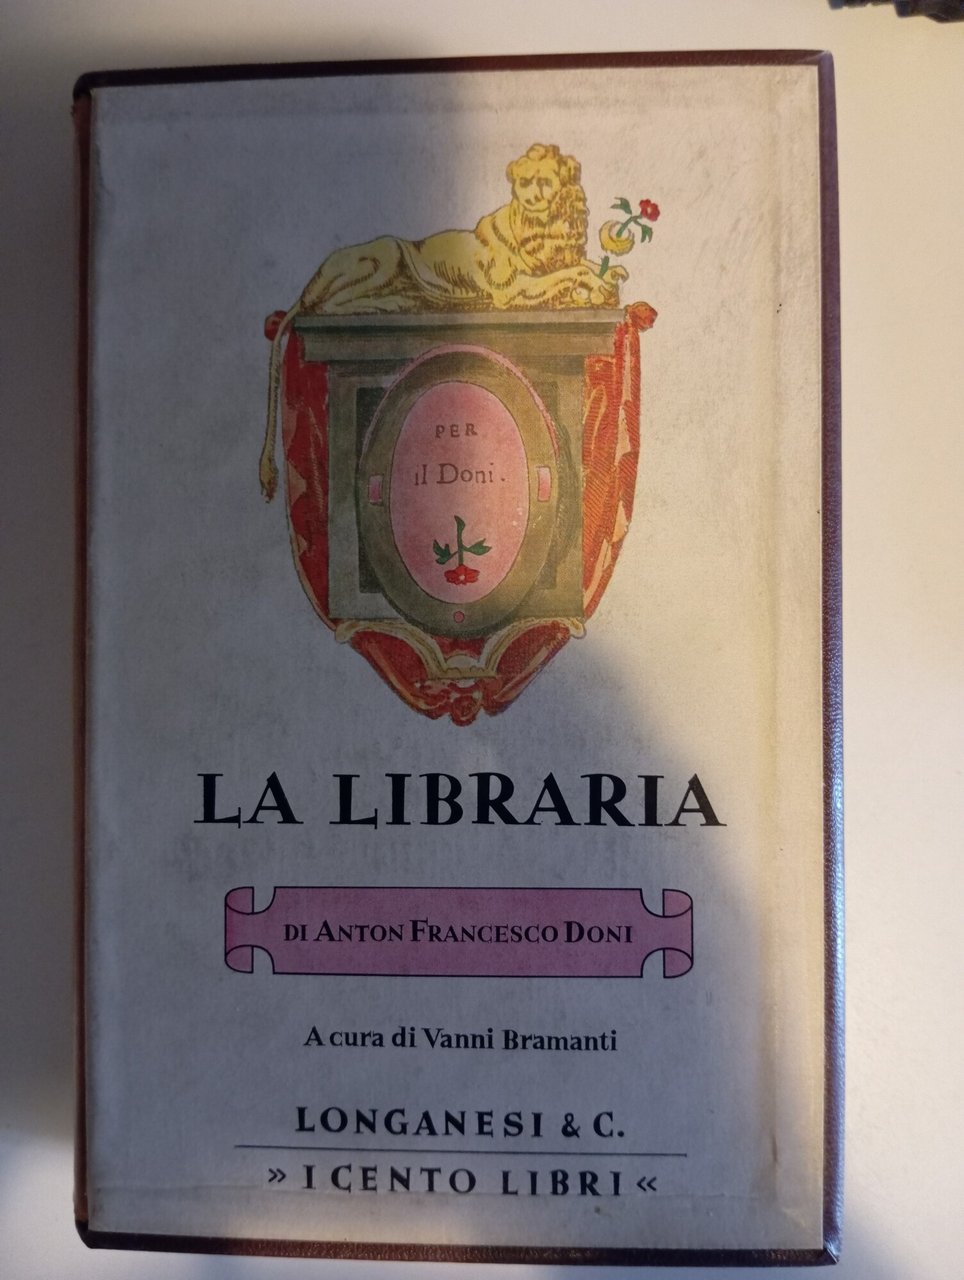 PER
il Doni.
LA LIBRARIA
DI ANTON FRANCESCO DONI
A cura di Vanni Bramanti
LONGANESI & C.
» I CENTO LIBRI «